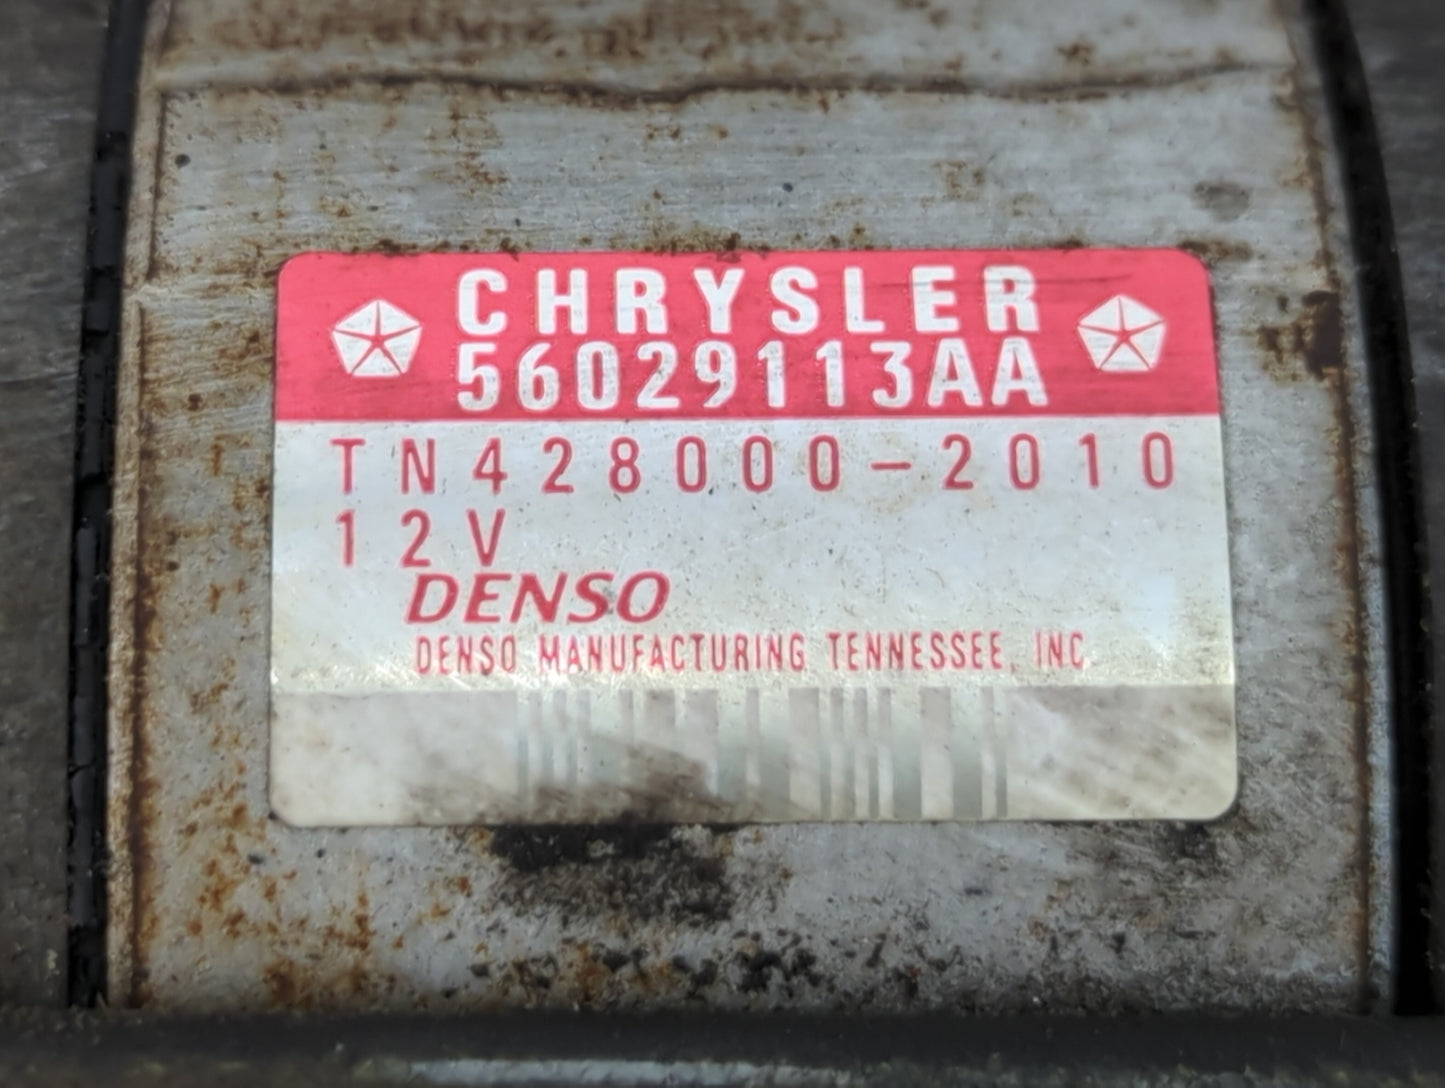 CHRYSLER
56029113AA
TN428000-2010
12V
DENSO
DENSO MANUFACTURING TENNESSEE, INC